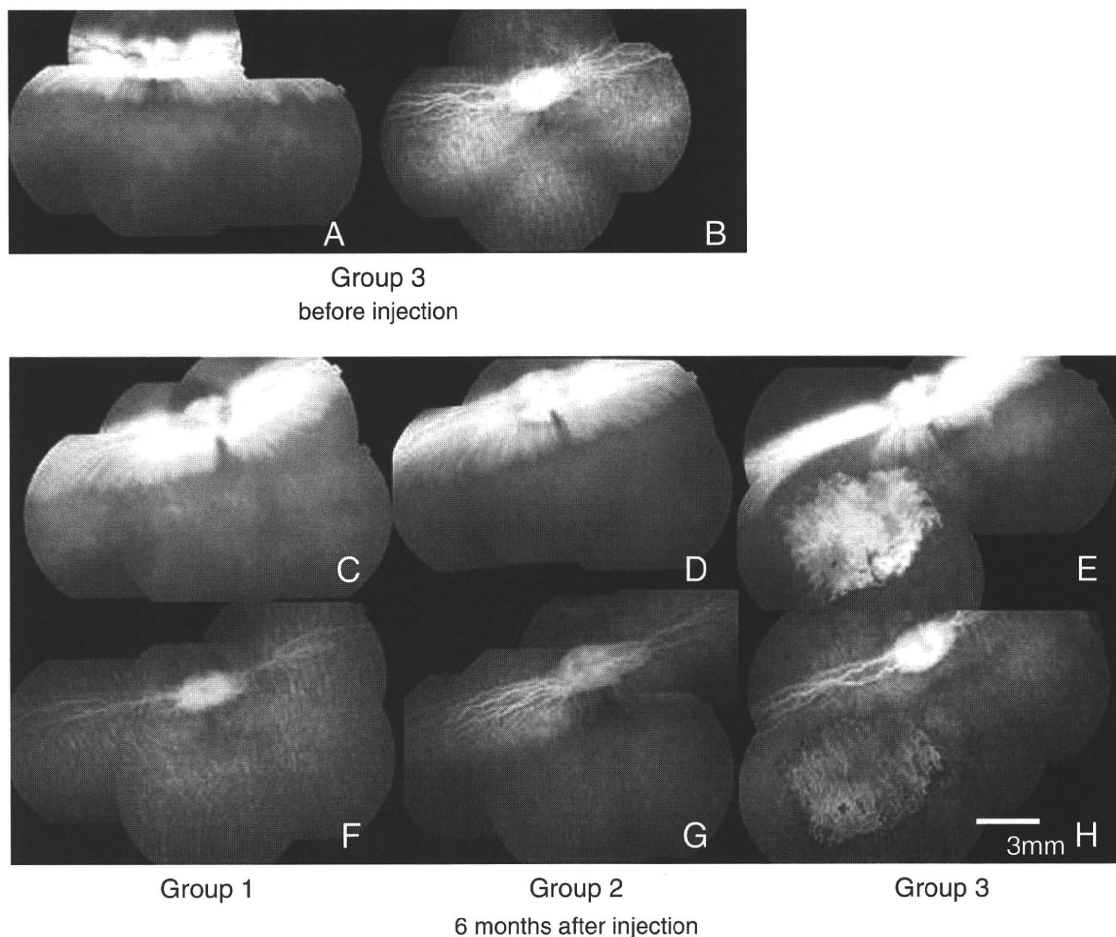 A
B
Group 3
before injection
C
D
E
F
G
H
3mm
Group 1
Group 2
Group 3
6 months after injection